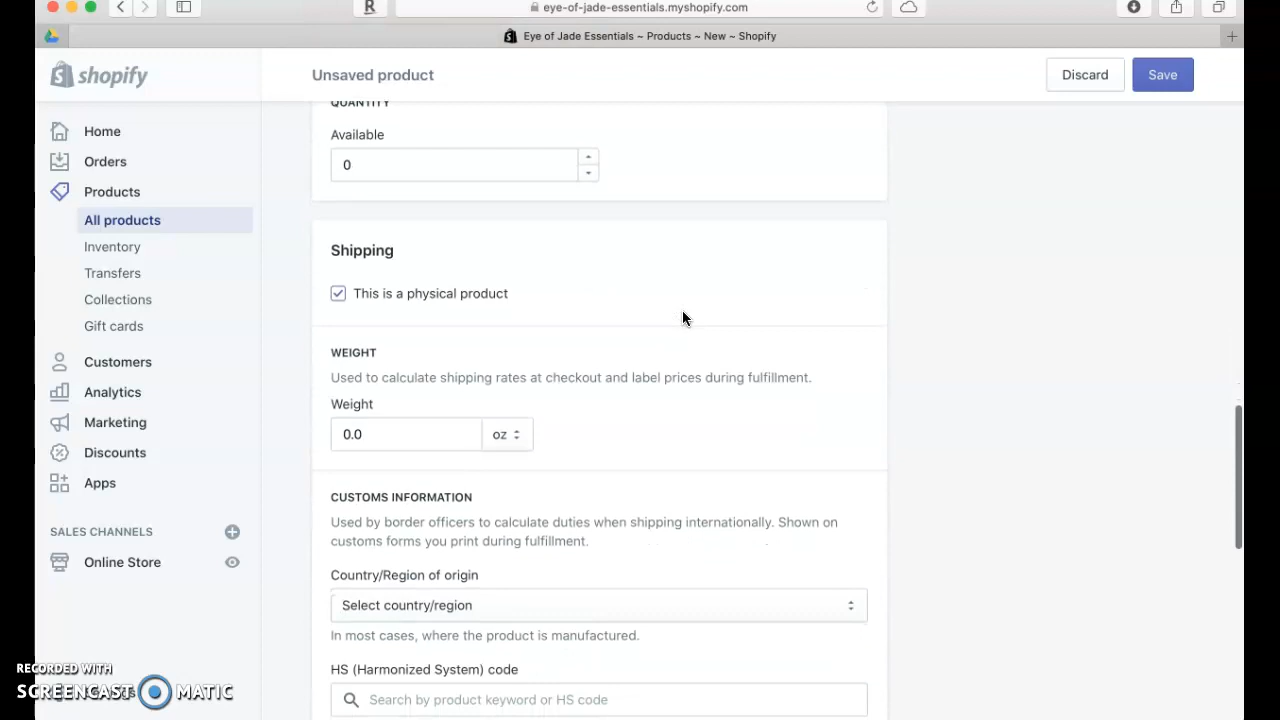 R
eye-of-jade-essentials.myshopify.com
Eye of Jade Essentials ~ Products ~ New ~ Shopify
shopify
Unsaved product
Discard
Save
Home
Orders
Products
All products
Inventory
Transfers
Collections
Gift cards
Customers
Analytics
Marketing
Discounts
Apps
SALES CHANNELS
Online Store
QUANTITY
Available
0
Shipping
This is a physical product
WEIGHT
Used to calculate shipping rates at checkout and label prices during fulfillment.
Weight
0.0
oz
CUSTOMS INFORMATION
Used by border officers to calculate duties when shipping internationally. Shown on
customs forms you print during fulfillment.
Country/Region of origin
Select country/region
In most cases, where the product is manufactured.
HS (Harmonized System) code
Search by product keyword or HS code
RECORDED WITH
SCREENCAST MATIC